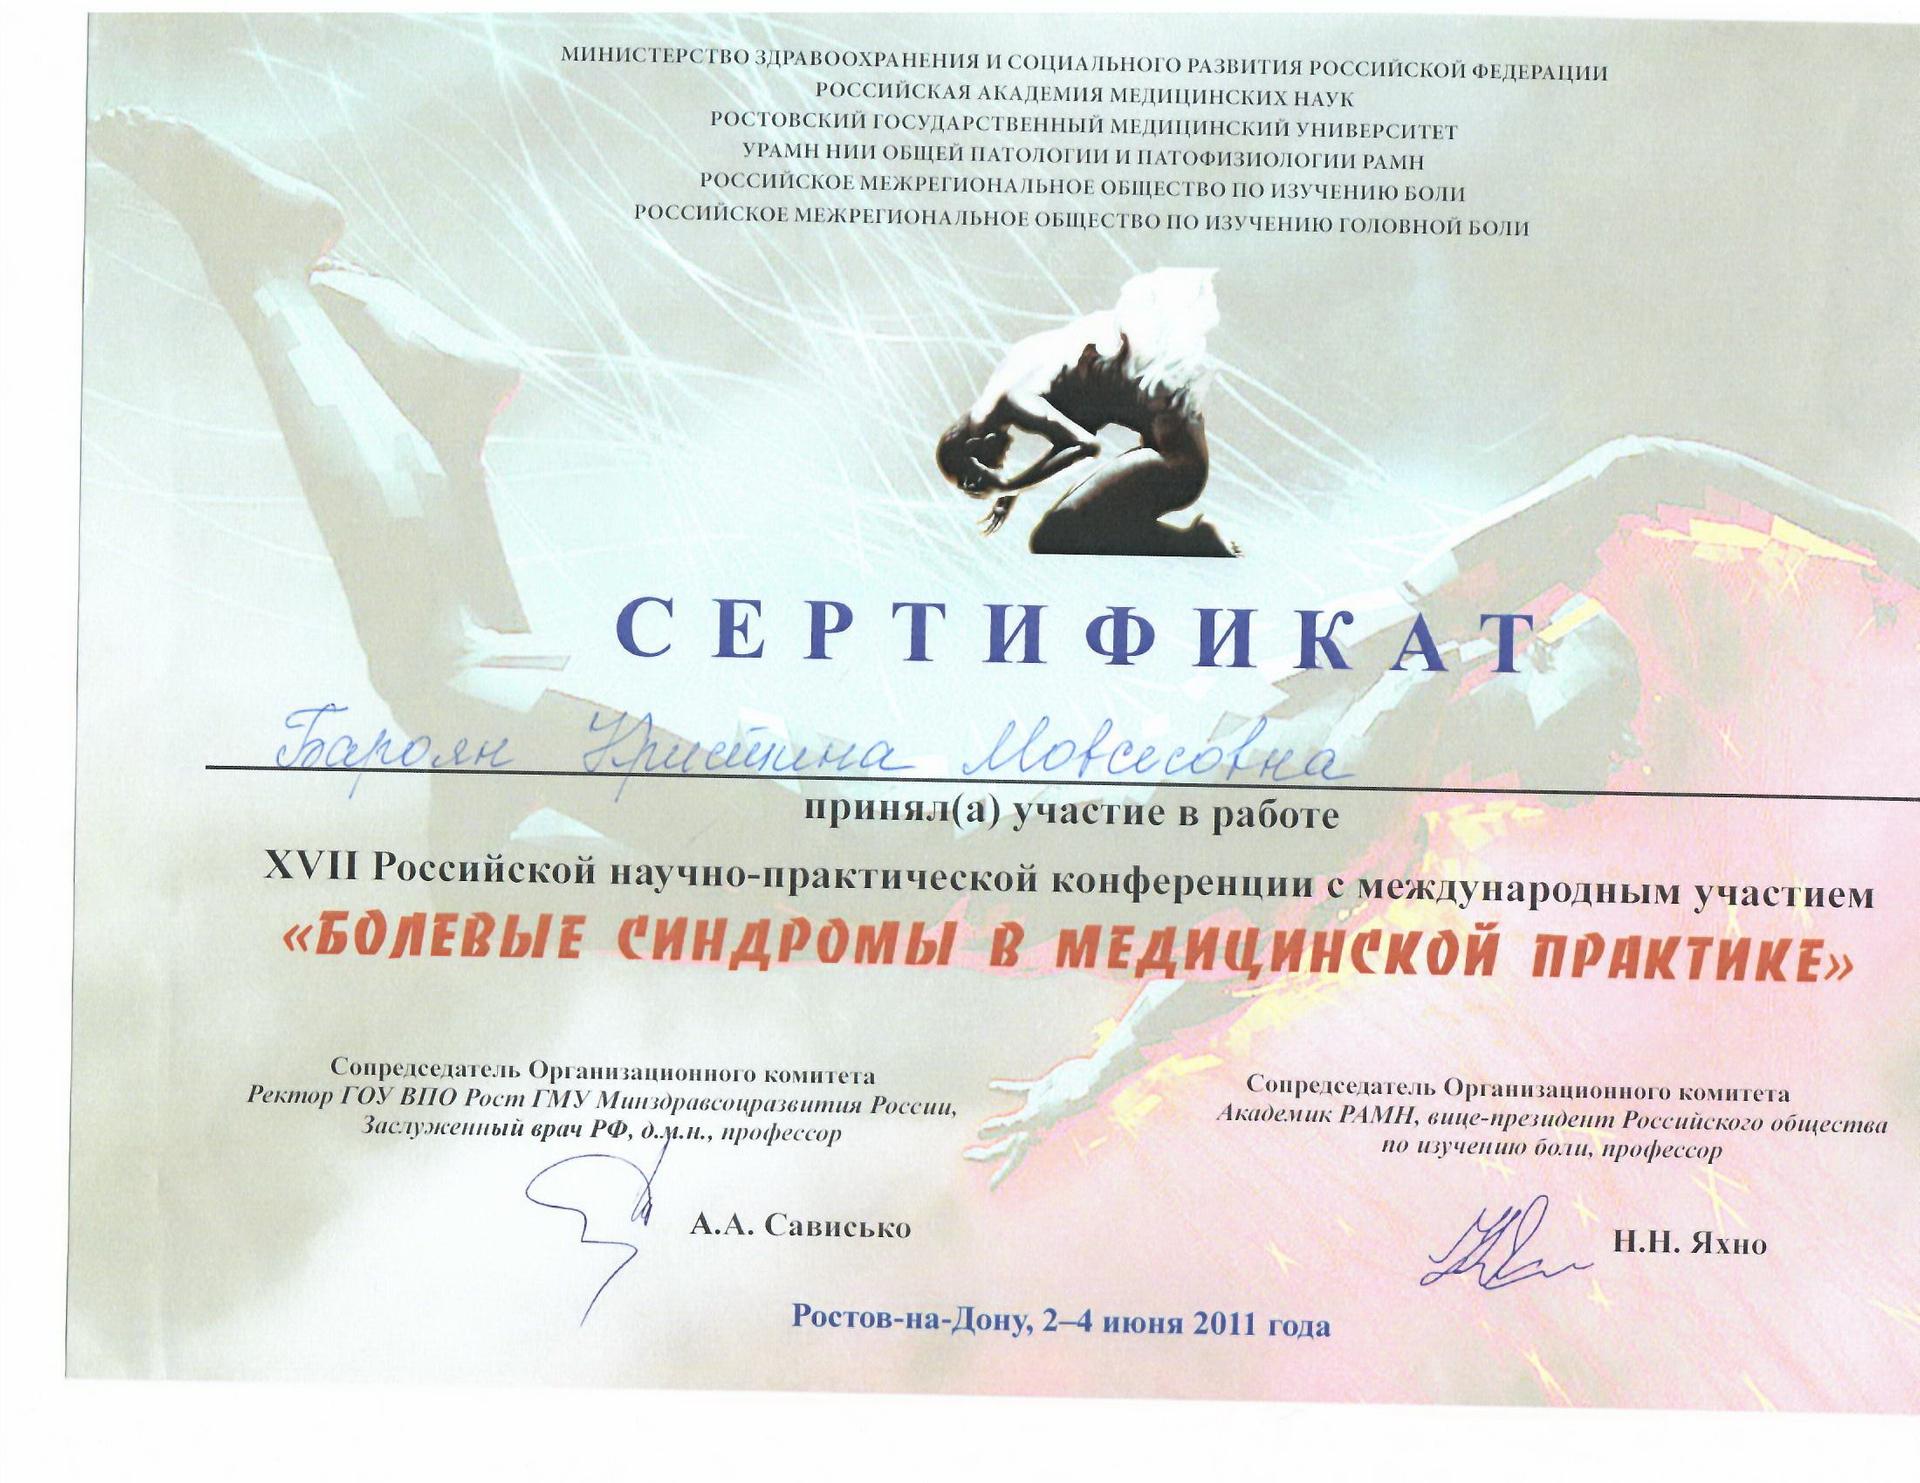 МИНИСТЕРСТВО ЗДРАВООХРАНЕНИЯ И СОЦИАЛЬНОГО РАЗВИТИЯ РОССИЙСКОЙ ФЕДЕРАЦИИ
РОССИЙСКАЯ АКАДЕМИЯ МЕДИЦИНСКИХ НАУК
РОСТОВСКИЙ ГОСУДАРСТВЕННЫЙ МЕДИЦИНСКИЙ УНИВЕРСИТЕТ
УРАМН НИИ ОБЩЕЙ ПАТОЛОГИИ И ПАТОФИЗИОЛОГИИ РАМН
РОССИЙСКОЕ МЕЖРЕГИОНАЛЬНОЕ ОБЩЕСТВО ПО ИЗУЧЕНИЮ БОЛИ
РОССИЙСКОЕ МЕЖРЕГИОНАЛЬНОЕ ОБЩЕСТВО ПО ИЗУЧЕНИЮ ГОЛОВНОЙ БОЛИ
СЕРТИФИКАТ
Бароян Кристина Мовсесовна
принял(а) участие в работе
XVII Российской научно-практической конференции с международным участием
«БОЛЕВЫЕ СИНДРОМЫ В МЕДИЦИНСКОЙ ПРАКТИКЕ»
Сопредседатель Организационного комитета
Ректор ГОУ ВПО Рост ГМУ Минздравсоцразвития России,
Заслуженный врач РФ, д.м.н., профессор
А.А. Сависько
Сопредседатель Организационного комитета
Академик РАМН, вице-президент Российского общества
по изучению боли, профессор
Н.Н. Яхно
Ростов-на-Дону, 2–4 июня 2011 года